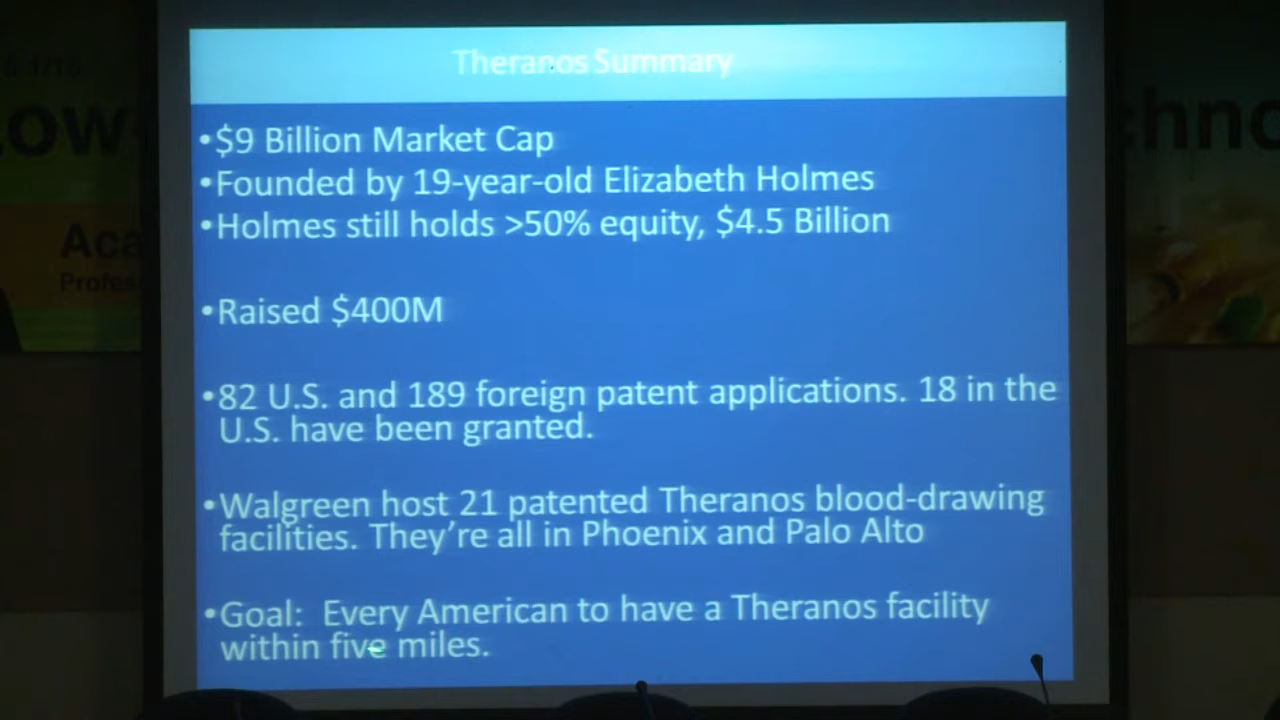 Theranos Summary
•$9 Billion Market Cap
•Founded by 19-year-old Elizabeth Holmes
•Holmes still holds >50% equity, $4.5 Billion
•Raised $400M
•82 U.S. and 189 foreign patent applications. 18 in the
U.S. have been granted.
•Walgreen host 21 patented Theranos blood-drawing
facilities. They're all in Phoenix and Palo Alto
•Goal: Every American to have a Theranos facility
within five miles.